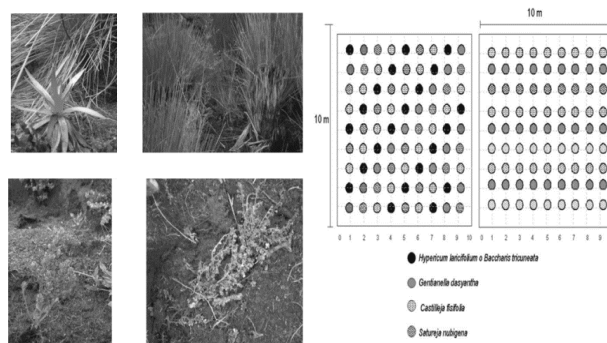 10 m
10 m
0 1 2 3 4 5 6 7 8 9 10
0 1 2 3 4 5 6 7 8 9
Hypericum laricifolium o Baccharis tricuneata
Gentianella dasyantha
Castilleja fisifolia
Satureja nubigena